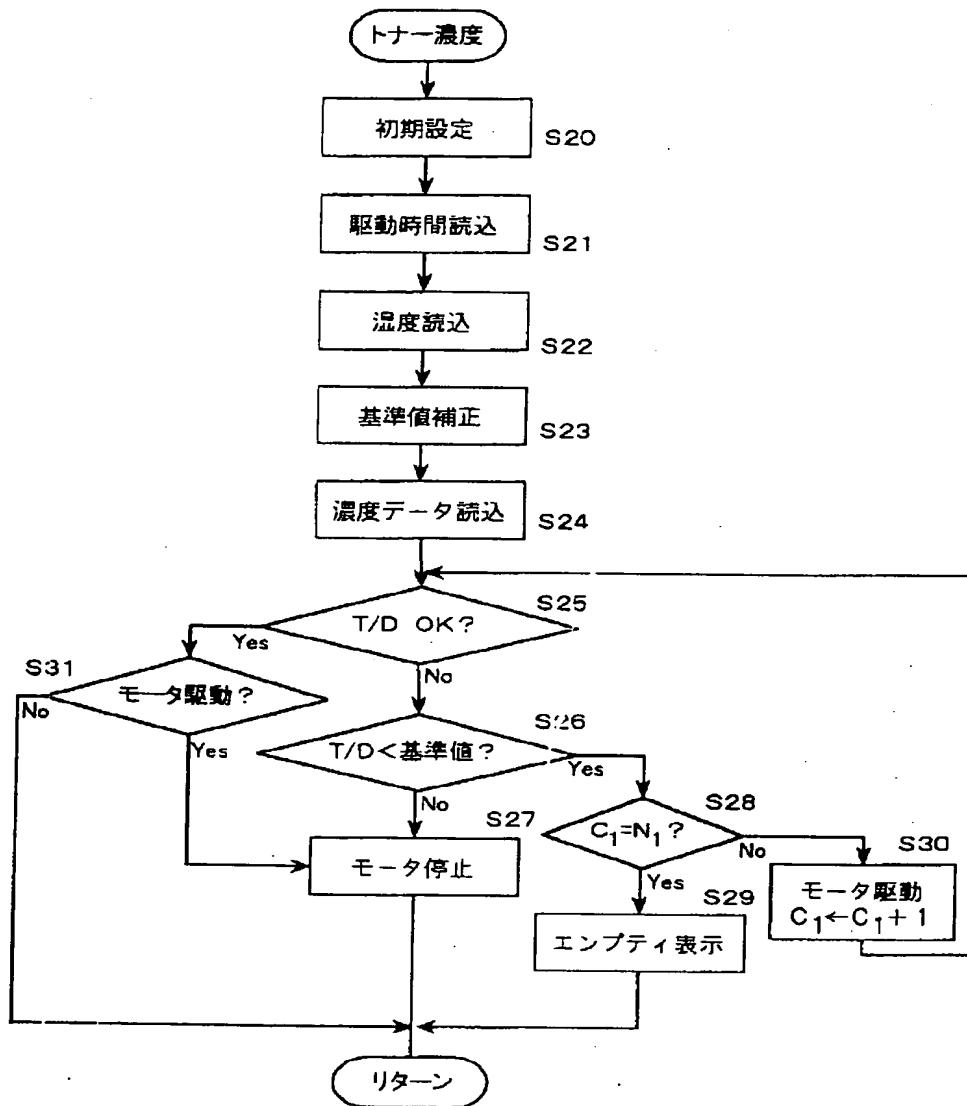 トナー濃度
初期設定
S20
駆動時間読込
S21
湿度読込
S22
基準値補正
S23
濃度データ読込
S24
T/D OK?
S25
Yes
No
S31
モータ駆動?
No
Yes
T/D<基準値?
S26
Yes
No
S27
モータ停止
C₁=N₁?
S28
No
Yes
S30
モータ駆動
C₁←C₁+1
S29
エンプティ表示
リターン